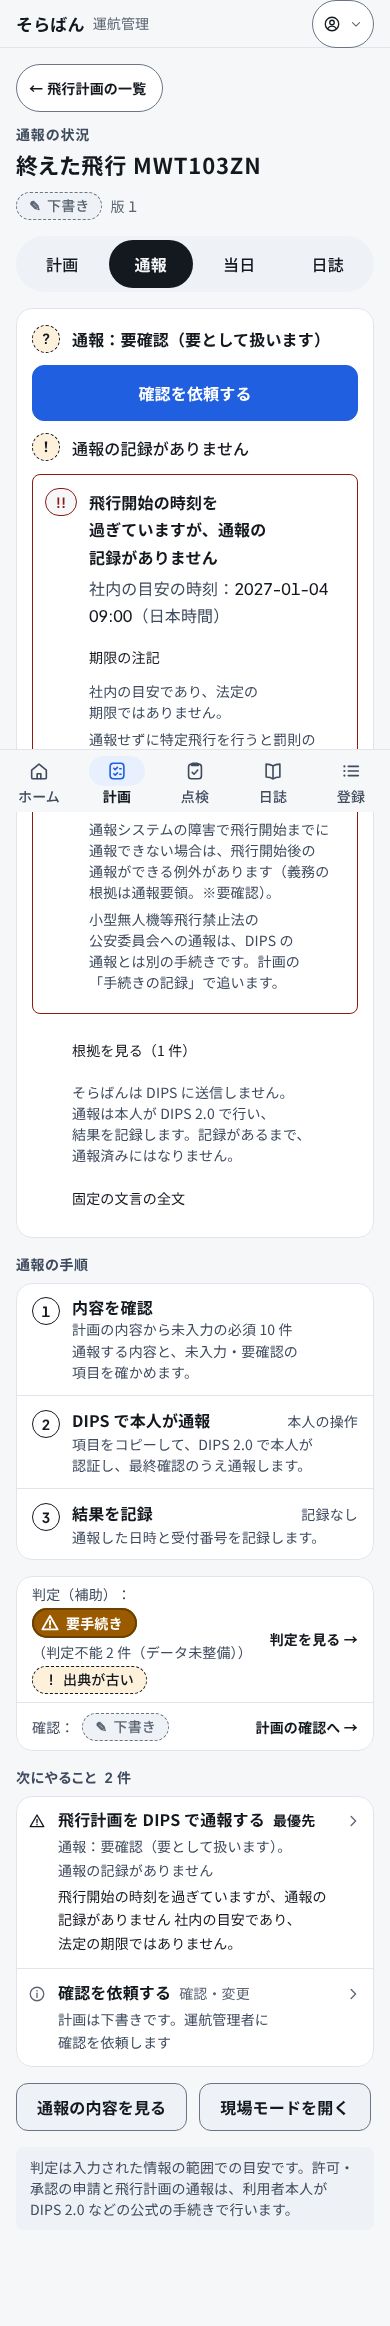 そらばん 運航管理
← 飛行計画の一覧
通報の状況
終えた飛行 MWT103ZN
✎ 下書き 版 1
計画 通報 当日 日誌
? 通報：要確認（要として扱います）
確認を依頼する
! 通報の記録がありません
!! 飛行開始の時刻を
過ぎていますが、通報の
記録がありません
社内の目安の時刻：2027-01-04
09:00（日本時間）
期限の注記
社内の目安であり、法定の
期限ではありません。
通報せずに特定飛行を行うと罰則の
ホーム 計画 点検 日誌 登録
通報システムの障害で飛行開始までに
通報できない場合は、飛行開始後の
通報ができる例外があります（義務の
根拠は通報要領。※要確認）。
小型無人機等飛行禁止法の
公安委員会への通報は、DIPS の
通報とは別の手続きです。計画の
「手続きの記録」で追います。
根拠を見る（1 件）
そらばんは DIPS に送信しません。
通報は本人が DIPS 2.0 で行い、
結果を記録します。記録があるまで、
通報済みにはなりません。
固定の文言の全文
通報の手順
1 内容を確認
計画の内容から未入力の必須 10 件
通報する内容と、未入力・要確認の
項目を確かめます。
2 DIPS で本人が通報 本人の操作
項目をコピーして、DIPS 2.0 で本人が
認証し、最終確認のうえ通報します。
3 結果を記録 記録なし
通報した日時と受付番号を記録します。
判定（補助）：
要手続き
（判定不能 2 件（データ未整備））
! 出典が古い
判定を見る →
確認： ✎ 下書き 計画の確認へ →
次にやること 2 件
飛行計画を DIPS で通報する 最優先
通報：要確認（要として扱います）。
通報の記録がありません
飛行開始の時刻を過ぎていますが、通報の
記録がありません 社内の目安であり、
法定の期限ではありません。
確認を依頼する 確認・変更
計画は下書きです。運航管理者に
確認を依頼します
通報の内容を見る 現場モードを開く
判定は入力された情報の範囲での目安です。許可・
承認の申請と飛行計画の通報は、利用者本人が
DIPS 2.0 などの公式の手続きで行います。